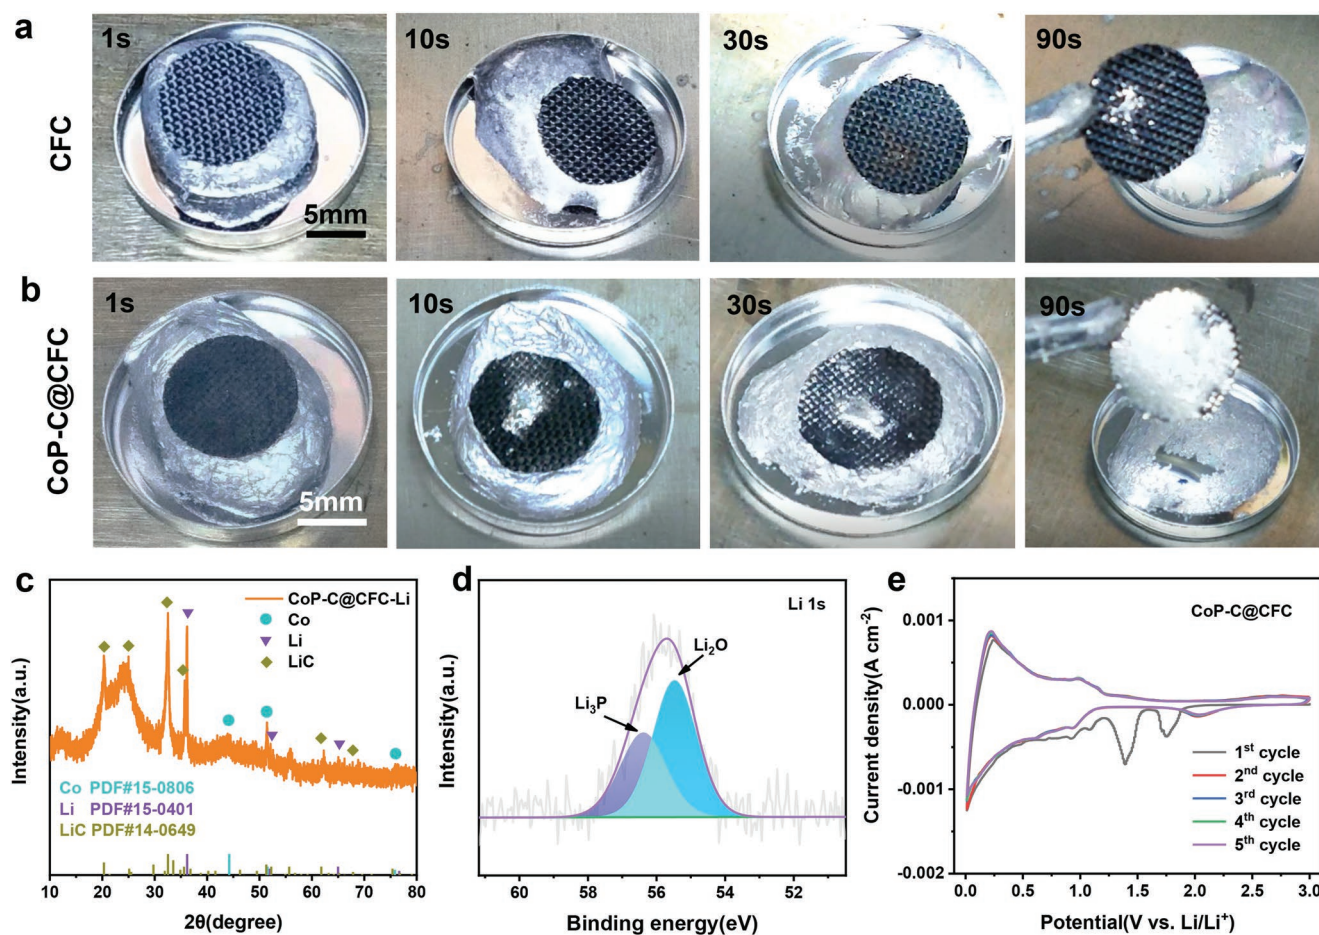 a
CFC
1s
10s
30s
90s
5mm
b
CoP-C@CFC
1s
10s
30s
90s
5mm
c
Intensity(a.u.)
CoP-C@CFC-Li
Co
Li
LiC
Co PDF#15-0806
Li PDF#15-0401
LiC PDF#14-0649
10 20 30 40 50 60 70 80
2θ(degree)
d
Intensity(a.u.)
Li 1s
Li₂O
Li₃P
60 58 56 54 52
Binding energy(eV)
e
Current density(A cm⁻²)
CoP-C@CFC
0.001
0.000
-0.001
-0.002
1ˢᵗ cycle
2ⁿᵈ cycle
3ʳᵈ cycle
4ᵗʰ cycle
5ᵗʰ cycle
0.0 0.5 1.0 1.5 2.0 2.5 3.0
Potential(V vs. Li/Li⁺)